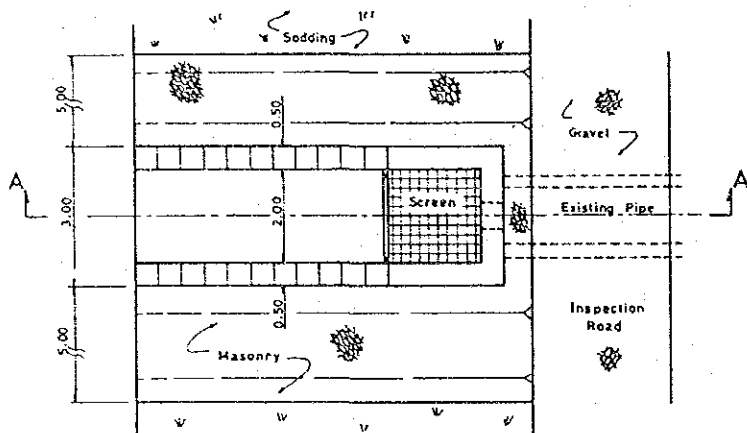 Sodding
5.00
0.50
Gravel
A
A
3.00
2.00
Screen
Existing Pipe
0.50
Inspection
Road
5.00
Masonry